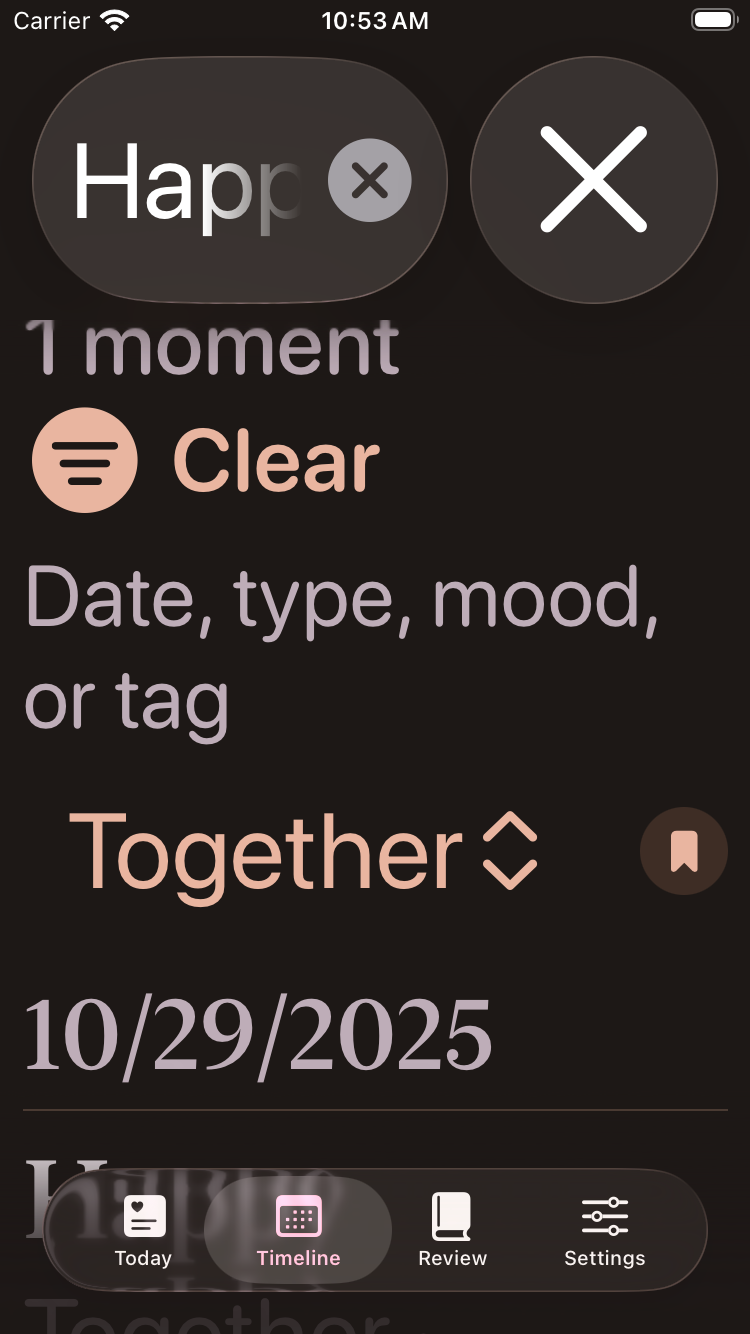 Carrier 10:53 AM
Happ
1 moment
Clear
Date, type, mood,
or tag
Together
10/29/2025
Today Timeline Review Settings
Together